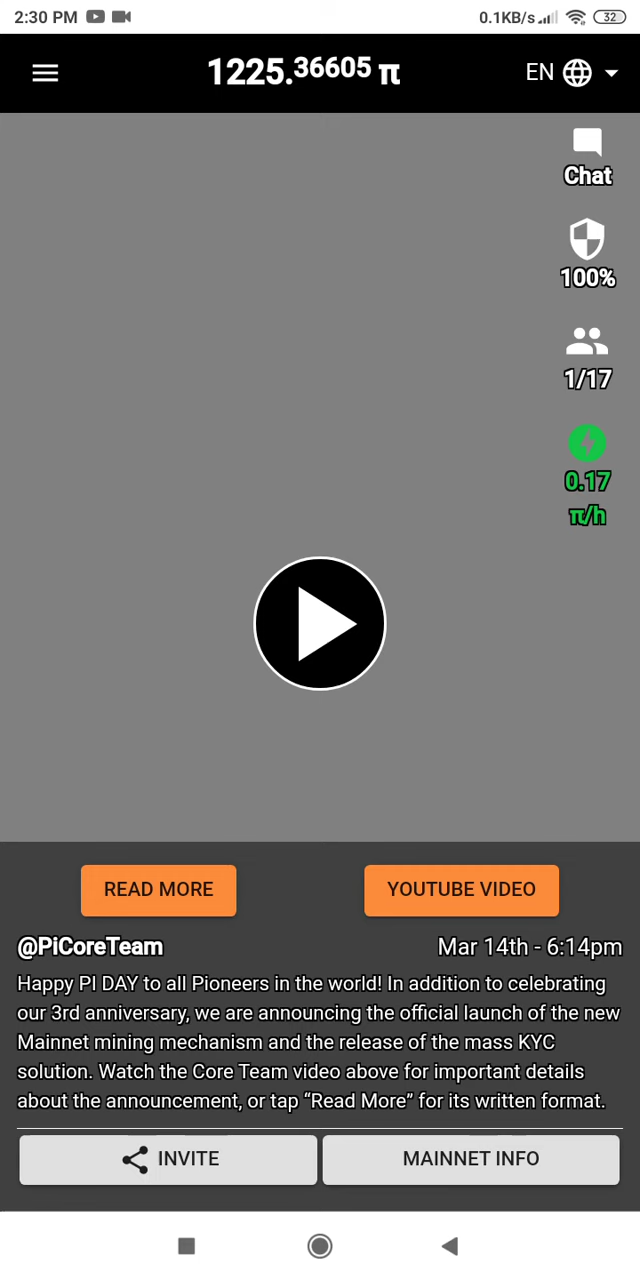 2:30 PM 0.1KB/s 32
1225.36605 π
EN
Chat
100%
1/17
0.17
π/h
READ MORE YOUTUBE VIDEO
@PiCoreTeam Mar 14th - 6:14pm
Happy PI DAY to all Pioneers in the world! In addition to celebrating
our 3rd anniversary, we are announcing the official launch of the new
Mainnet mining mechanism and the release of the mass KYC
solution. Watch the Core Team video above for important details
about the announcement, or tap “Read More” for its written format.
INVITE MAINNET INFO